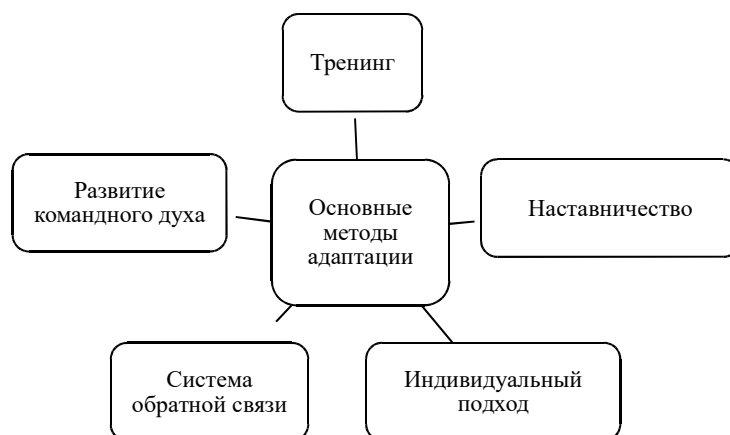 Тренинг
Развитие
командного духа
Основные
методы
адаптации
Наставничество
Система
обратной связи
Индивидуальный
подход